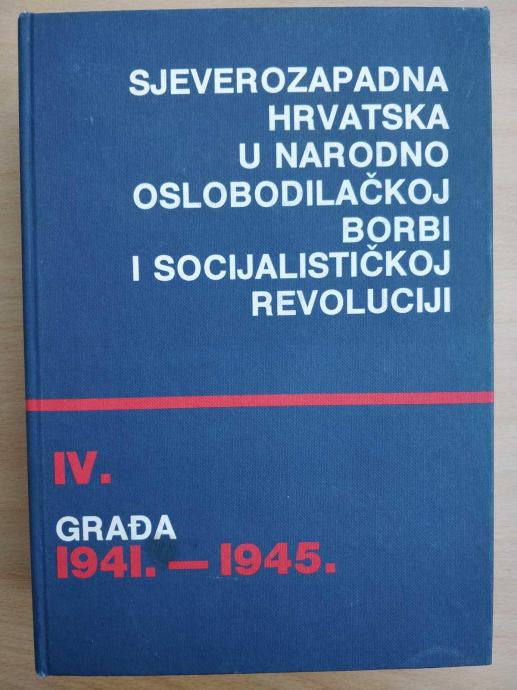 SJEVEROZAPADNA
HRVATSKA
U NARODNO
OSLOBODILAČKOJ
BORBI
I SOCIJALISTIČKOJ
REVOLUCIJI
IV.
GRAĐA
1941. — 1945.